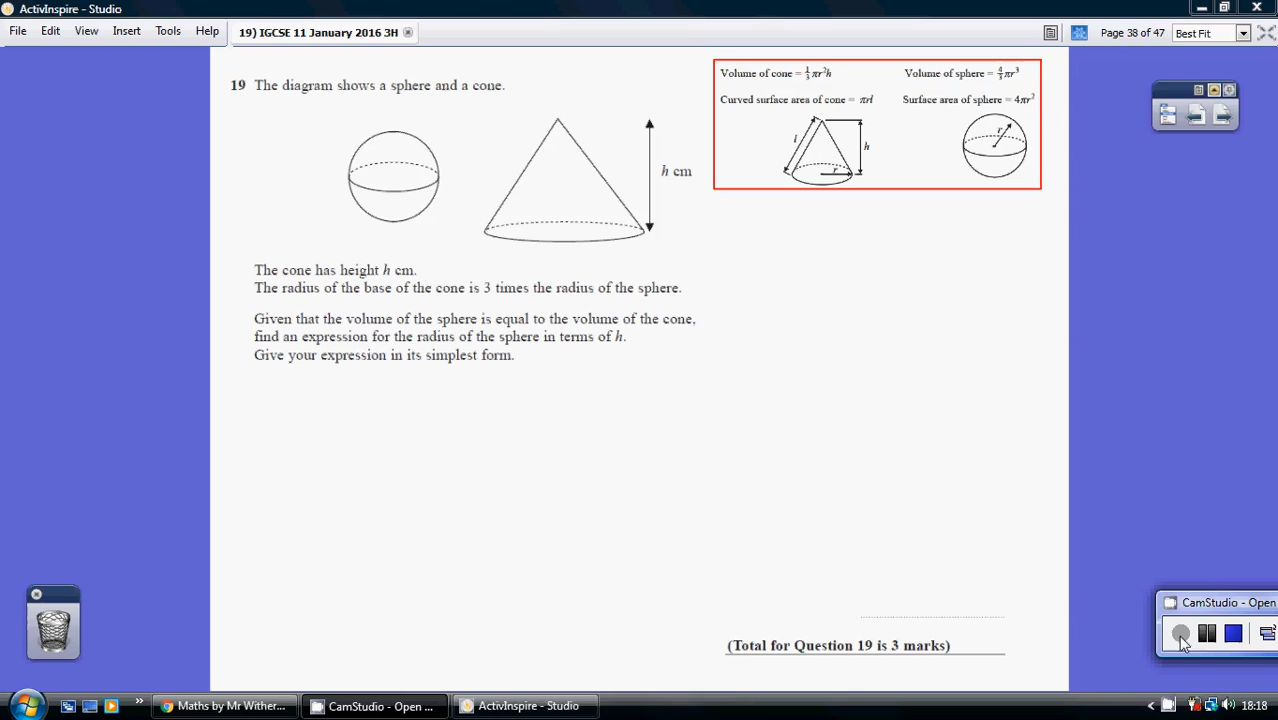 ActivInspire - Studio
File Edit View Insert Tools Help
19) IGCSE 11 January 2016 3H
Page 38 of 47
Best Fit
19 The diagram shows a sphere and a cone.
h cm
Volume of cone = 1/3 πr²h
Volume of sphere = 4/3 πr³
Curved surface area of cone = πrl
Surface area of sphere = 4πr²
l
h
r
r
The cone has height h cm.
The radius of the base of the cone is 3 times the radius of the sphere.
Given that the volume of the sphere is equal to the volume of the cone,
find an expression for the radius of the sphere in terms of h.
Give your expression in its simplest form.
(Total for Question 19 is 3 marks)
CamStudio - Open
Maths by Mr Wither...
CamStudio - Open ...
ActivInspire - Studio
18:18